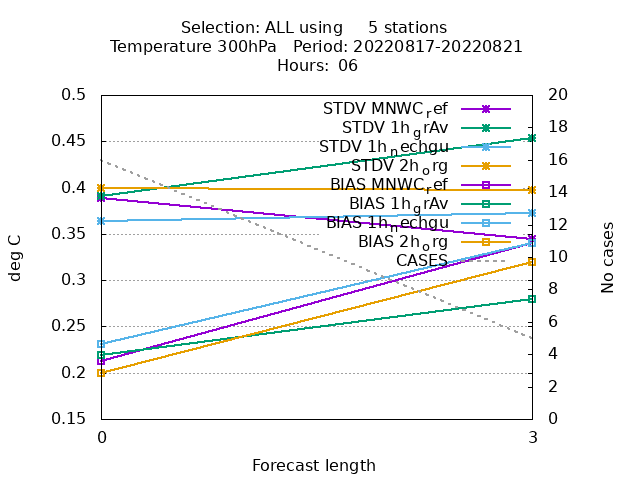 Selection: ALL using     5 stations
Temperature 300hPa   Period: 20220817-20220821
Hours:  06
0.5
0.45
0.4
0.35
0.3
0.25
0.2
0.15
20
18
16
14
12
10
8
6
4
2
0
deg C
No cases
STDV MNWC_ref
STDV 1h_grAv
STDV 1h_nechgu
STDV 2h_org
BIAS MNWC_ref
BIAS 1h_grAv
BIAS 1h_nechgu
BIAS 2h_org
CASES
0
3
Forecast length